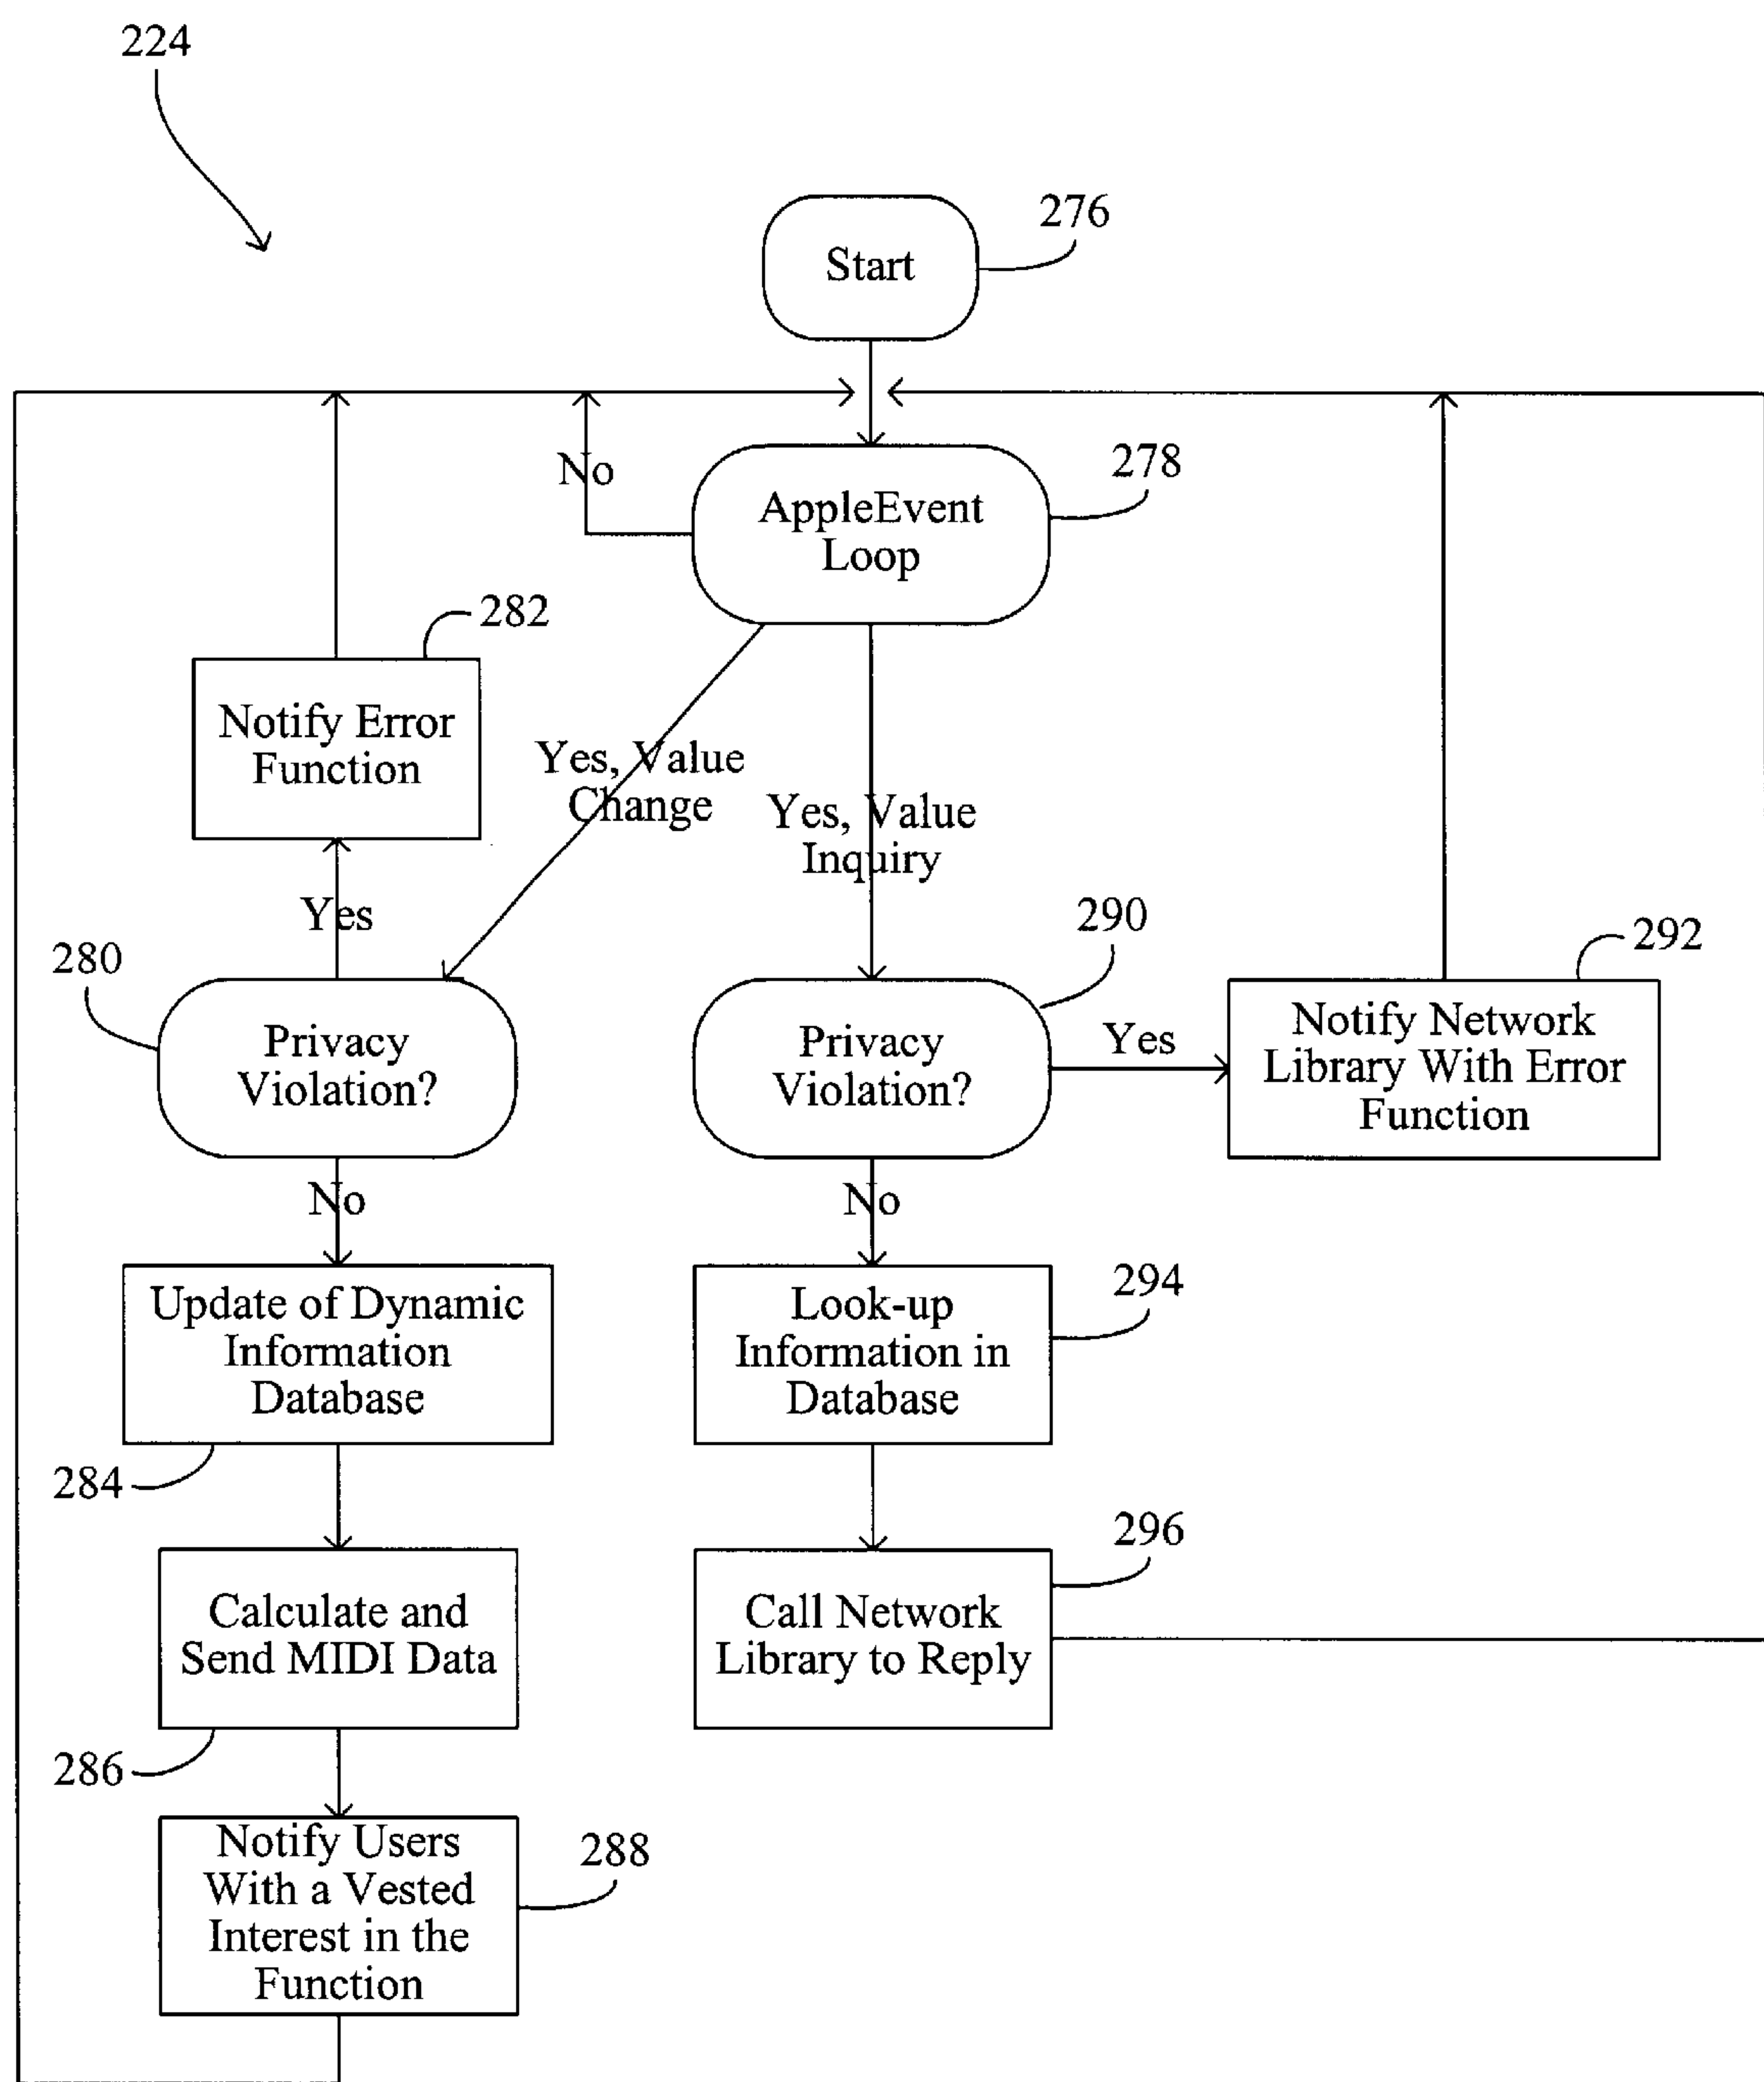 224
276
Start
No
278
AppleEvent
Loop
282
Notify Error
Function
Yes, Value
Change
Yes, Value
Inquiry
Yes
280
290
292
Privacy
Violation?
Privacy
Violation?
Yes
Notify Network
Library With Error
Function
No
No
Update of Dynamic
Information
Database
284
Look-up
Information in
Database
294
Calculate and
Send MIDI Data
286
Call Network
Library to Reply
296
Notify Users
With a Vested
Interest in the
Function
288